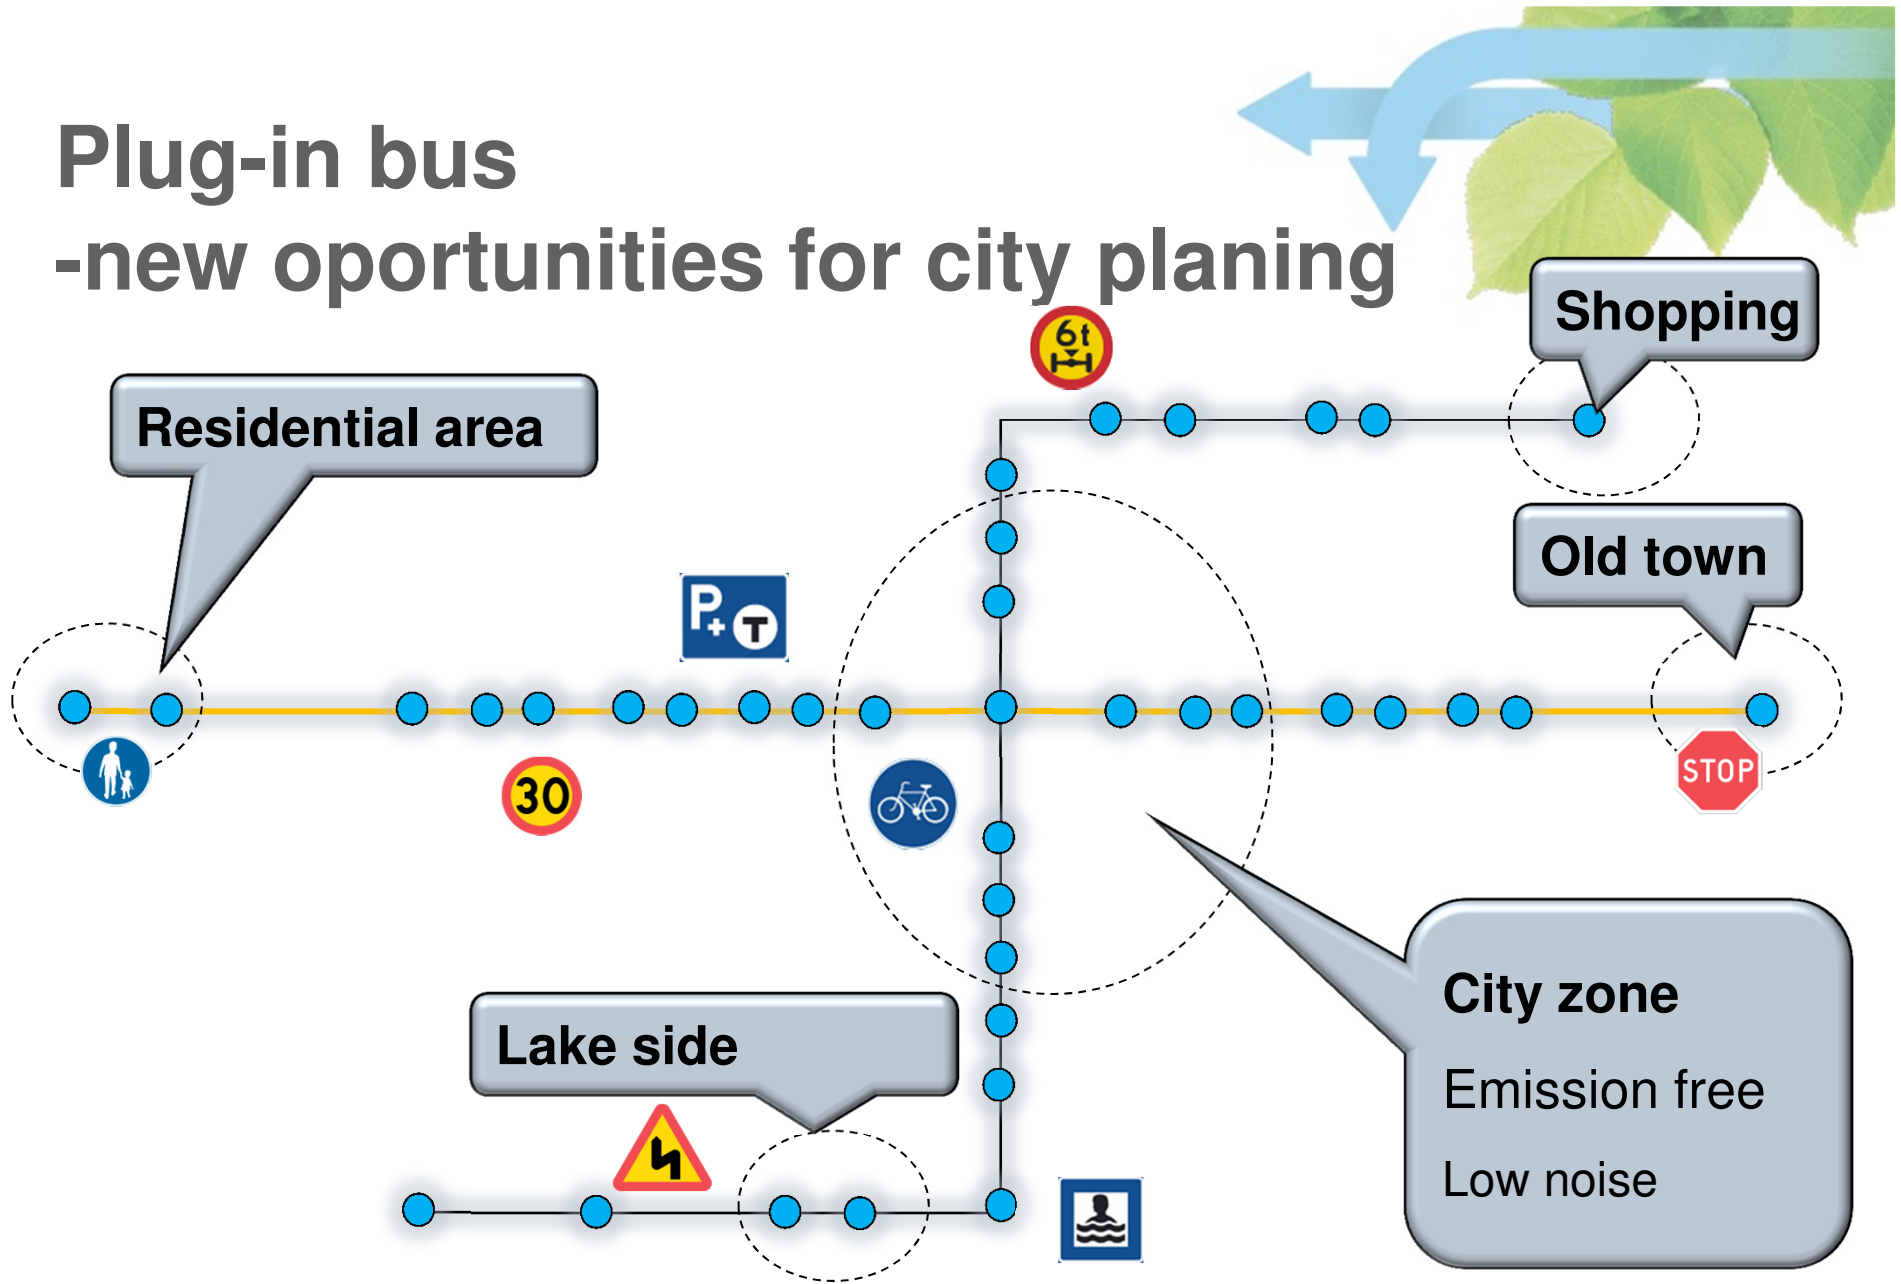 Plug-in bus
-new oportunities for city planing
6t
Shopping
Residential area
Old town
P+ T
30
STOP
City zone
Emission free
Low noise
Lake side